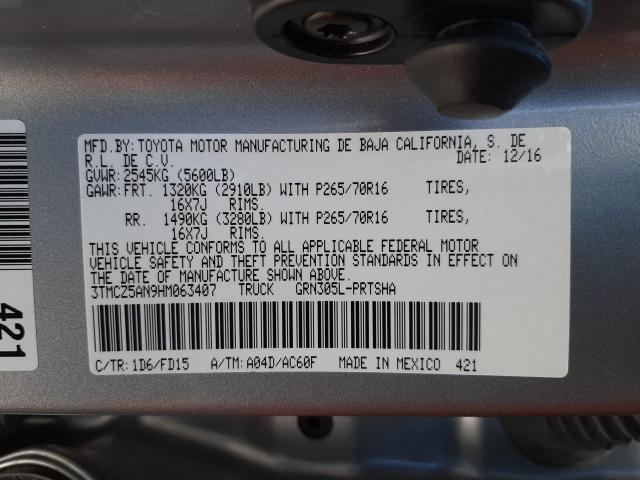 MFD.BY:TOYOTA MOTOR MANUFACTURING DE BAJA CALIFORNIA, S. DE
R.L. DE C.V. DATE: 12/16
GVWR:2545KG (5600LB)
GAWR:FRT. 1320KG (2910LB) WITH P265/70R16 TIRES,
16X7J RIMS.
RR. 1490KG (3280LB) WITH P265/70R16 TIRES,
16X7J RIMS.
THIS VEHICLE CONFORMS TO ALL APPLICABLE FEDERAL MOTOR
VEHICLE SAFETY AND THEFT PREVENTION STANDARDS IN EFFECT ON
THE DATE OF MANUFACTURE SHOWN ABOVE.
3TMCZ5AN9HM063407 TRUCK GRN305L-PRTSHA
C/TR:1D6/FD15 A/TM:A04D/AC60F MADE IN MEXICO 421
421